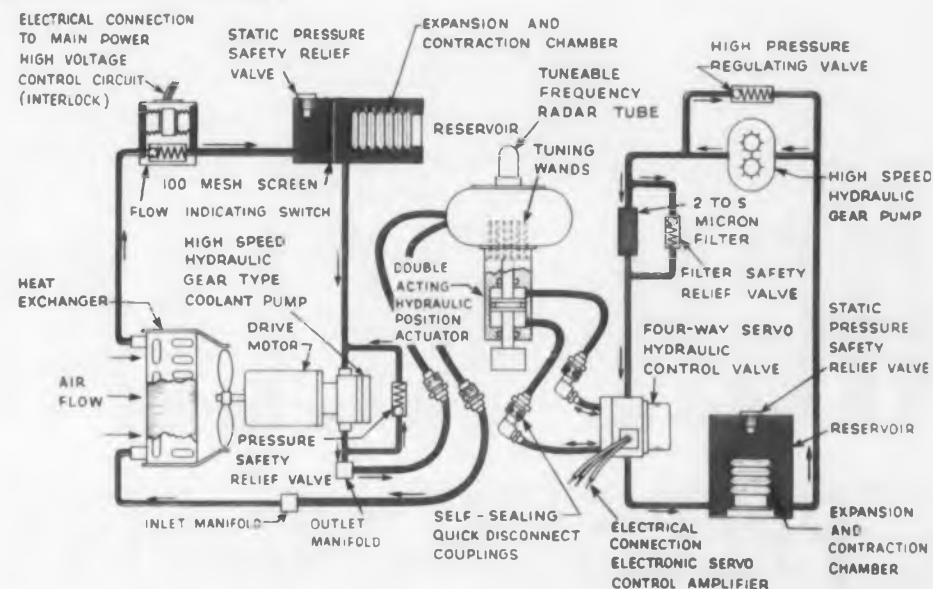 ELECTRICAL CONNECTION
TO MAIN POWER
HIGH VOLTAGE
CONTROL CIRCUIT
(INTERLOCK)
STATIC PRESSURE
SAFETY RELIEF
VALVE
EXPANSION AND
CONTRACTION CHAMBER
TUNEABLE
FREQUENCY
RADAR TUBE
RESERVOIR
TUNING
WANDS
HIGH PRESSURE
REGULATING VALVE
100 MESH SCREEN
FLOW INDICATING SWITCH
HIGH SPEED
HYDRAULIC
GEAR PUMP
2 TO 5
MICRON
FILTER
FILTER SAFETY
RELIEF VALVE
HIGH SPEED
HYDRAULIC
GEAR TYPE
COOLANT PUMP
DOUBLE
ACTING
HYDRAULIC
POSITION
ACTUATOR
HEAT
EXCHANGER
DRIVE
MOTOR
FOUR-WAY SERVO
HYDRAULIC
CONTROL VALVE
STATIC
PRESSURE
SAFETY
RELIEF VALVE
AIR
FLOW
RESERVOIR
PRESSURE
SAFETY
RELIEF VALVE
INLET MANIFOLD
OUTLET
MANIFOLD
SELF-SEALING
QUICK DISCONNECT
COUPLINGS
ELECTRICAL
CONNECTION
ELECTRONIC SERVO
CONTROL AMPLIFIER
EXPANSION
AND
CONTRACTION
CHAMBER